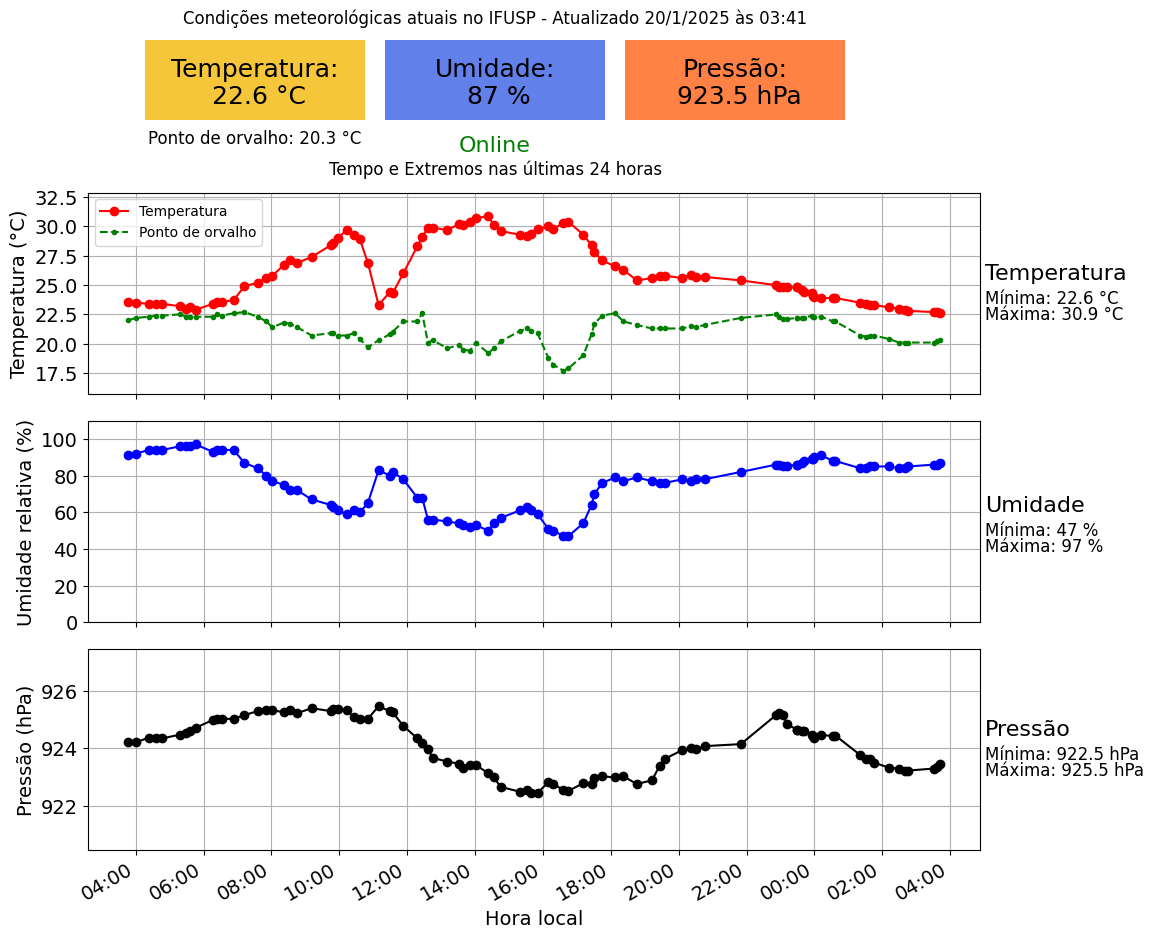 Condições meteorológicas atuais no IFUSP - Atualizado 20/1/2025 às 03:41
Temperatura:
22.6 °C
Umidade:
87 %
Pressão:
923.5 hPa
Ponto de orvalho: 20.3 °C
Online
Tempo e Extremos nas últimas 24 horas
Temperatura (°C)
32.5
30.0
27.5
25.0
22.5
20.0
17.5
Temperatura
Ponto de orvalho
Temperatura
Mínima: 22.6 °C
Máxima: 30.9 °C
Umidade relativa (%)
100
80
60
40
20
0
Umidade
Mínima: 47 %
Máxima: 97 %
Pressão (hPa)
926
924
922
Pressão
Mínima: 922.5 hPa
Máxima: 925.5 hPa
04:00
06:00
08:00
10:00
12:00
14:00
16:00
18:00
20:00
22:00
00:00
02:00
04:00
Hora local